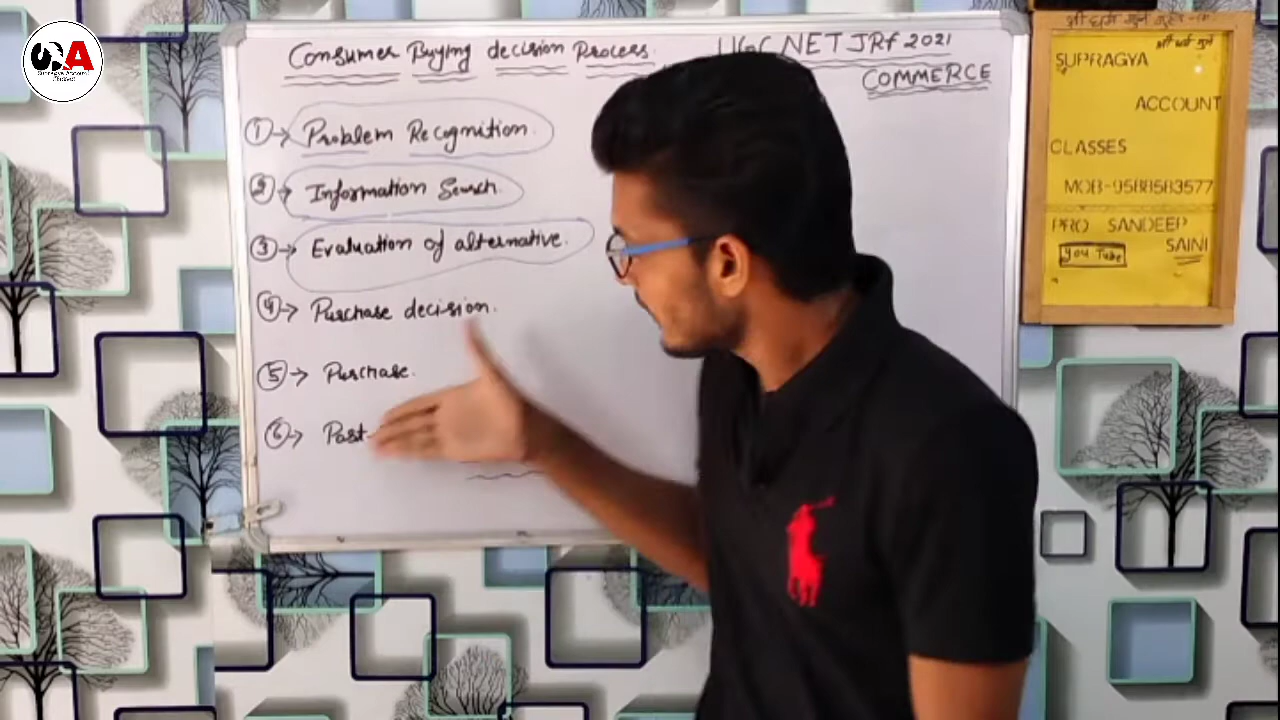 Consumer Buying decision Process.
UGC NET JRF 2021
COMMERCE
① → Problem Recognition.
② → Information Search.
③ → Evaluation of alternative.
④ → Purchase decision.
⑤ → Purchase.
⑥ → Post-
SUPRAGYA
ACCOUNT
CLASSES
MOB-9588583577
PRO SANDEEP
SAINI
You Tube